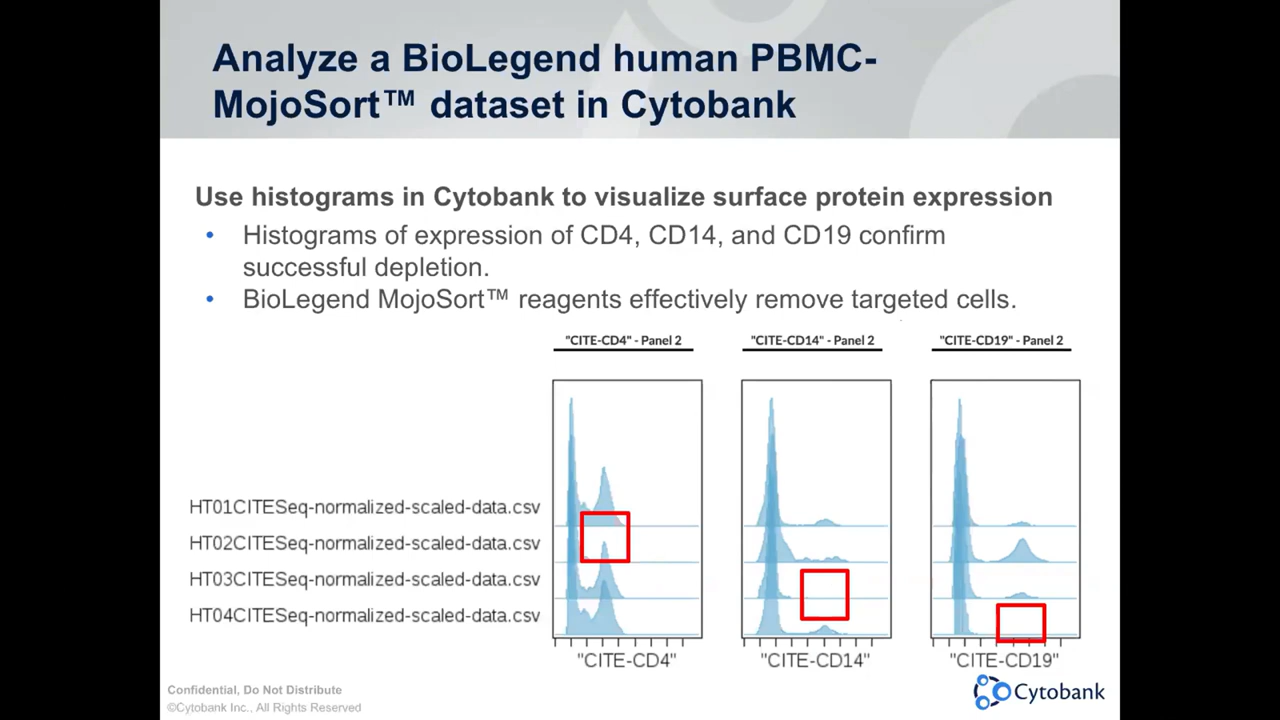 Analyze a BioLegend human PBMC-
MojoSort™ dataset in Cytobank
Use histograms in Cytobank to visualize surface protein expression
• Histograms of expression of CD4, CD14, and CD19 confirm
successful depletion.
• BioLegend MojoSort™ reagents effectively remove targeted cells.
"CITE-CD4" - Panel 2
"CITE-CD14" - Panel 2
"CITE-CD19" - Panel 2
HT01CITESeq-normalized-scaled-data.csv
HT02CITESeq-normalized-scaled-data.csv
HT03CITESeq-normalized-scaled-data.csv
HT04CITESeq-normalized-scaled-data.csv
"CITE-CD4"
"CITE-CD14"
"CITE-CD19"
Confidential, Do Not Distribute
©Cytobank Inc., All Rights Reserved
Cytobank